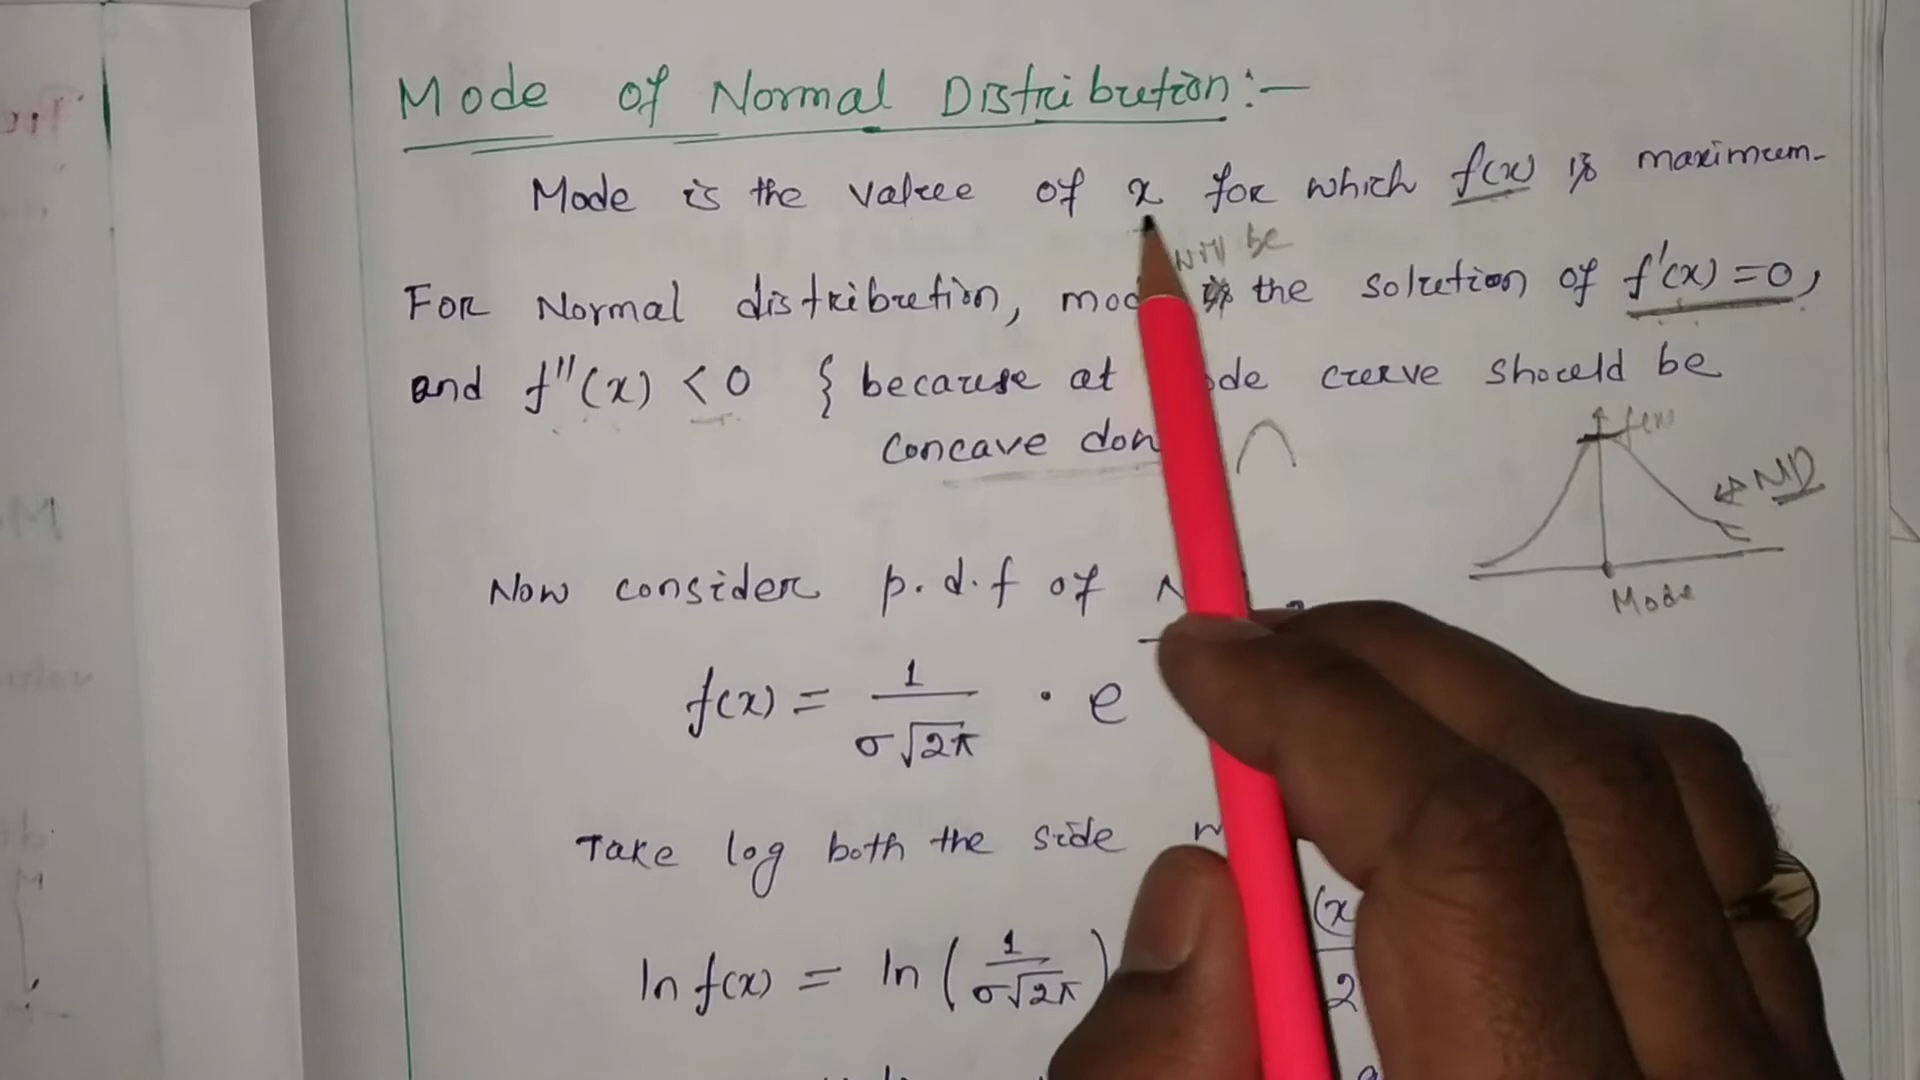 Mode of Normal Distribution:-
Mode is the value of x for which f(x) is maximum.
will be
For Normal distribution, the solution of f'(x) = 0,
and f''(x) < 0 { because at curve should be
Concave don
f(x)
ND
Mode
Now consider p.d.f of N
f(x) = 1/σ√2π · e
Take log both the side
ln f(x) = ln (1/σ√2π) (x 2